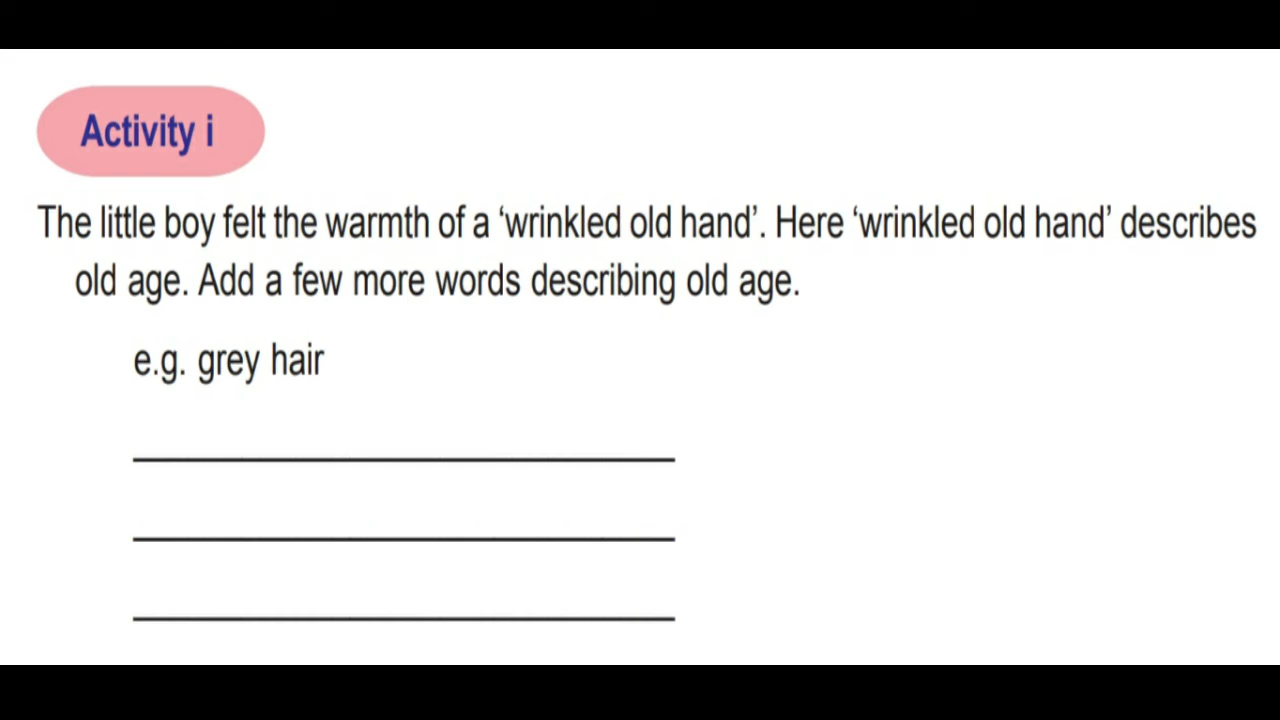 Activity i
The little boy felt the warmth of a ‘wrinkled old hand’. Here ‘wrinkled old hand’ describes
old age. Add a few more words describing old age.
e.g. grey hair